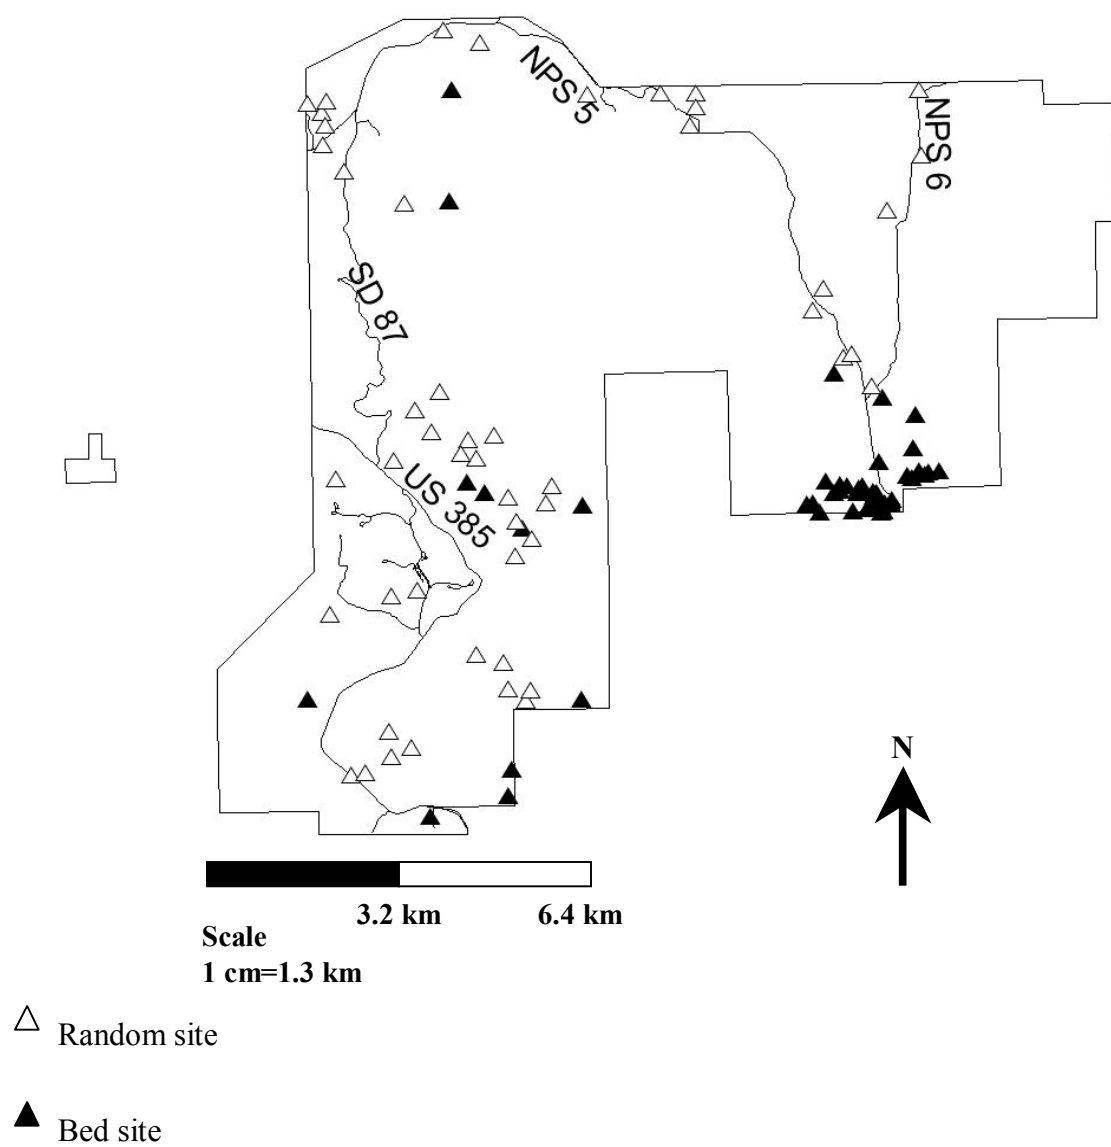 NPS 5
NPS 6
SD 87
US 385
N
3.2 km 6.4 km
Scale
1 cm=1.3 km
Random site
Bed site